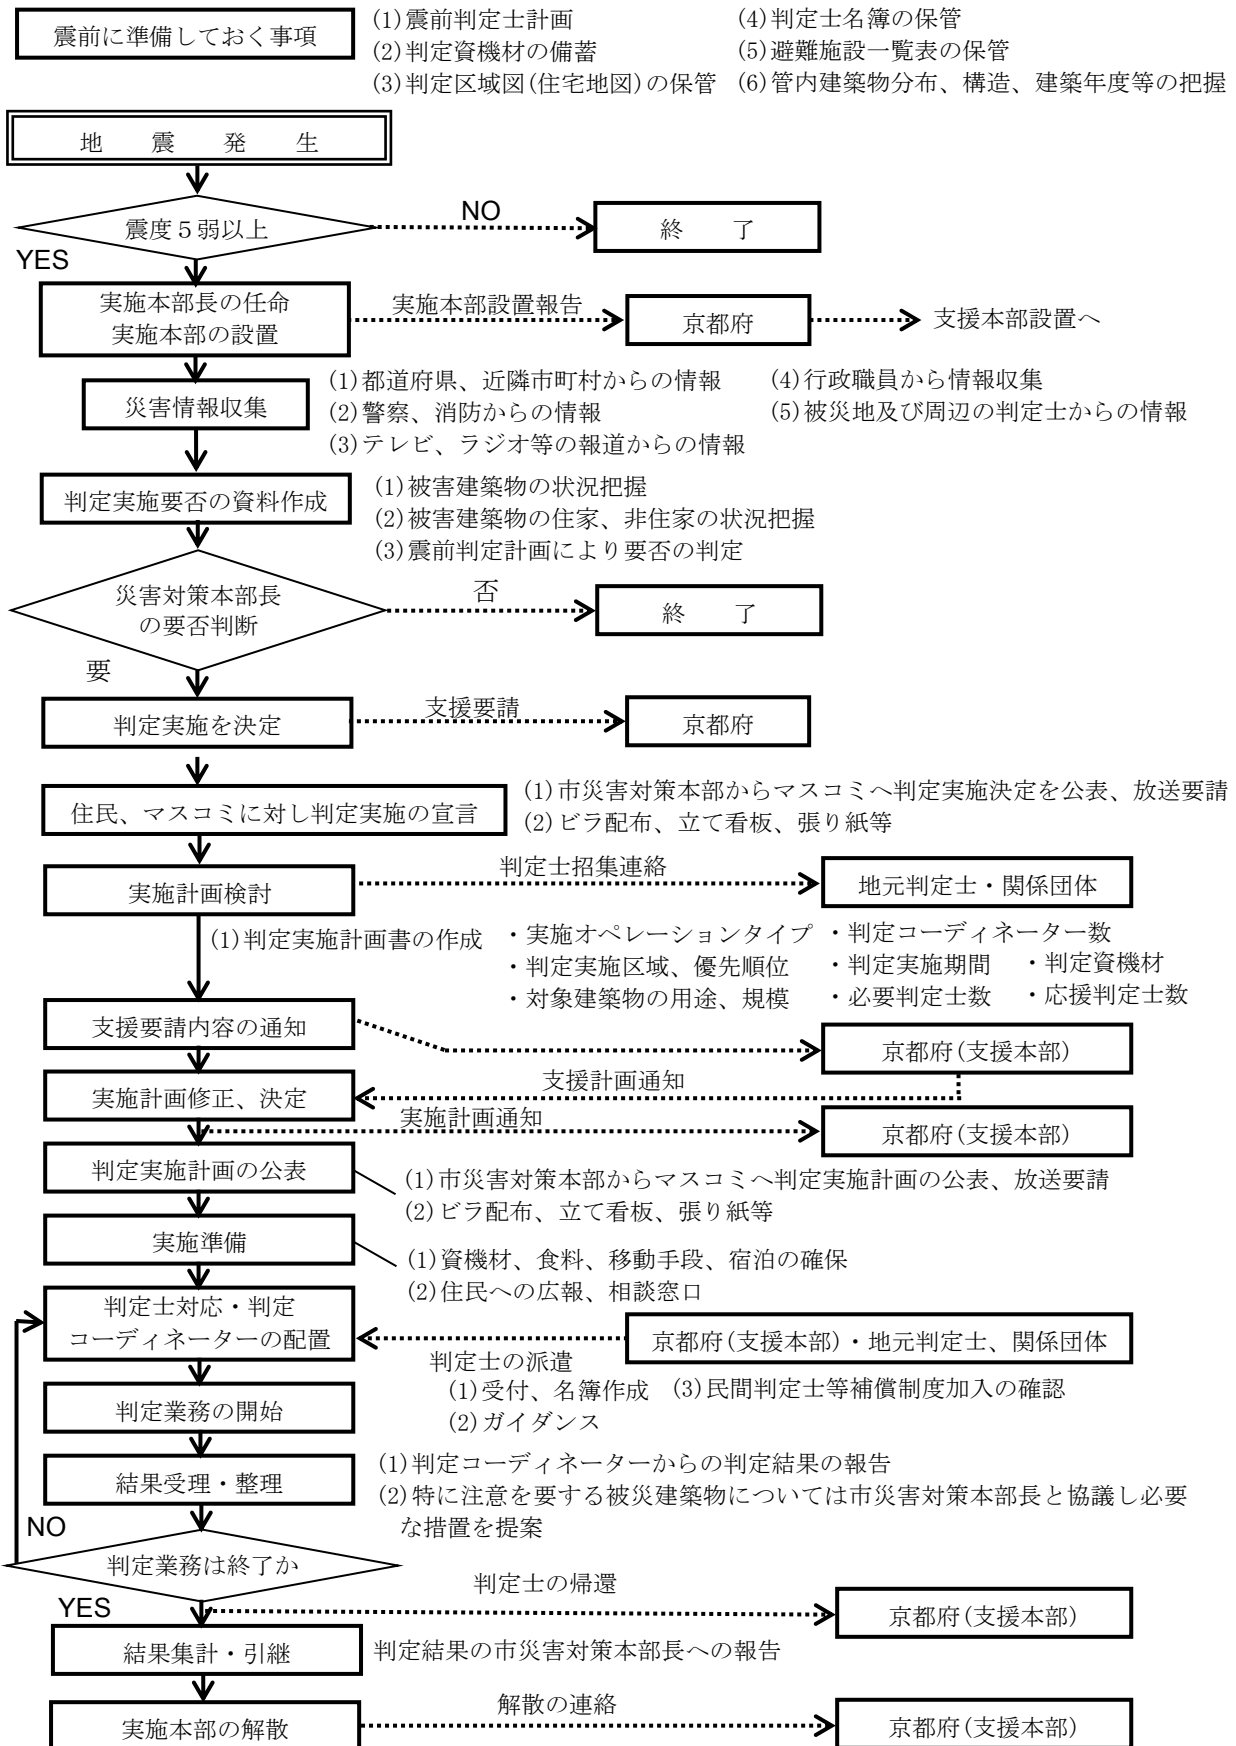 震前に準備しておく事項
(1)震前判定士計画
(2)判定資機材の備蓄
(3)判定区域図(住宅地図)の保管
(4)判定士名簿の保管
(5)避難施設一覧表の保管
(6)管内建築物分布、構造、建築年度等の把握
地 震 発 生
震度５弱以上
NO
終 了
YES
実施本部長の任命
実施本部の設置
実施本部設置報告
京都府
支援本部設置へ
災害情報収集
(1)都道府県、近隣市町村からの情報
(2)警察、消防からの情報
(3)テレビ、ラジオ等の報道からの情報
(4)行政職員から情報収集
(5)被災地及び周辺の判定士からの情報
判定実施要否の資料作成
(1)被害建築物の状況把握
(2)被害建築物の住家、非住家の状況把握
(3)震前判定計画により要否の判定
災害対策本部長
の要否判断
否
終 了
要
判定実施を決定
支援要請
京都府
住民、マスコミに対し判定実施の宣言
(1)市災害対策本部からマスコミへ判定実施決定を公表、放送要請
(2)ビラ配布、立て看板、張り紙等
実施計画検討
判定士招集連絡
地元判定士・関係団体
(1)判定実施計画書の作成
・実施オペレーションタイプ ・判定コーディネーター数
・判定実施区域、優先順位 ・判定実施期間 ・判定資機材
・対象建築物の用途、規模 ・必要判定士数 ・応援判定士数
支援要請内容の通知
京都府(支援本部)
支援計画通知
実施計画修正、決定
実施計画通知
京都府(支援本部)
判定実施計画の公表
(1)市災害対策本部からマスコミへ判定実施計画の公表、放送要請
(2)ビラ配布、立て看板、張り紙等
実施準備
(1)資機材、食料、移動手段、宿泊の確保
(2)住民への広報、相談窓口
判定士対応・判定
コーディネーターの配置
京都府(支援本部)・地元判定士、関係団体
判定士の派遣
(1)受付、名簿作成 (3)民間判定士等補償制度加入の確認
(2)ガイダンス
判定業務の開始
結果受理・整理
(1)判定コーディネーターからの判定結果の報告
(2)特に注意を要する被災建築物については市災害対策本部長と協議し必要
な措置を提案
NO
判定業務は終了か
YES
判定士の帰還
京都府(支援本部)
結果集計・引継
判定結果の市災害対策本部長への報告
実施本部の解散
解散の連絡
京都府(支援本部)